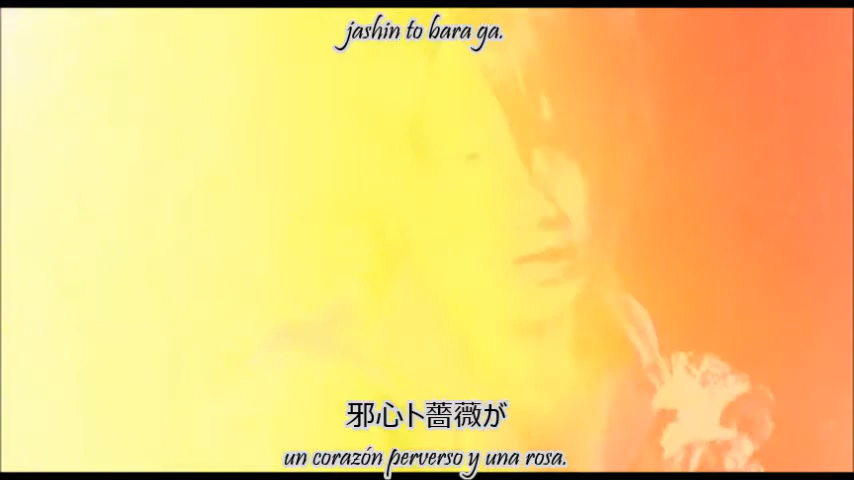 jashin to bara ga.
邪心ト薔薇が
un corazón perverso y una rosa.